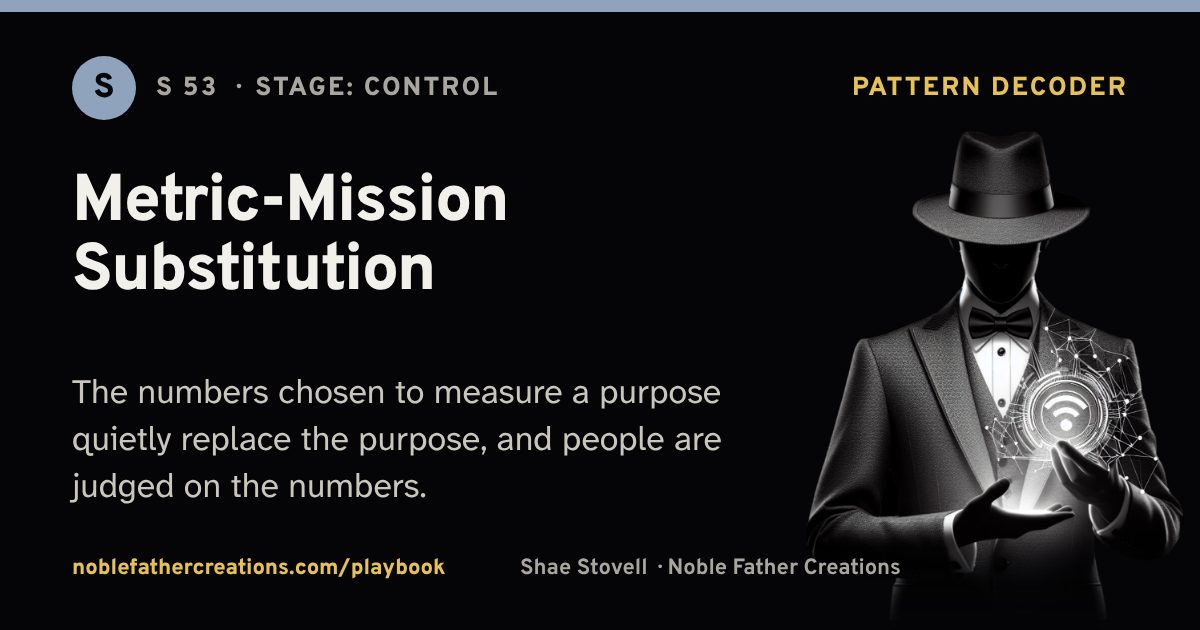 S
S 53 · STAGE: CONTROL
PATTERN DECODER
Metric-Mission
Substitution
The numbers chosen to measure a purpose
quietly replace the purpose, and people are
judged on the numbers.
noblefathercreations.com/playbook
Shae Stovell · Noble Father Creations